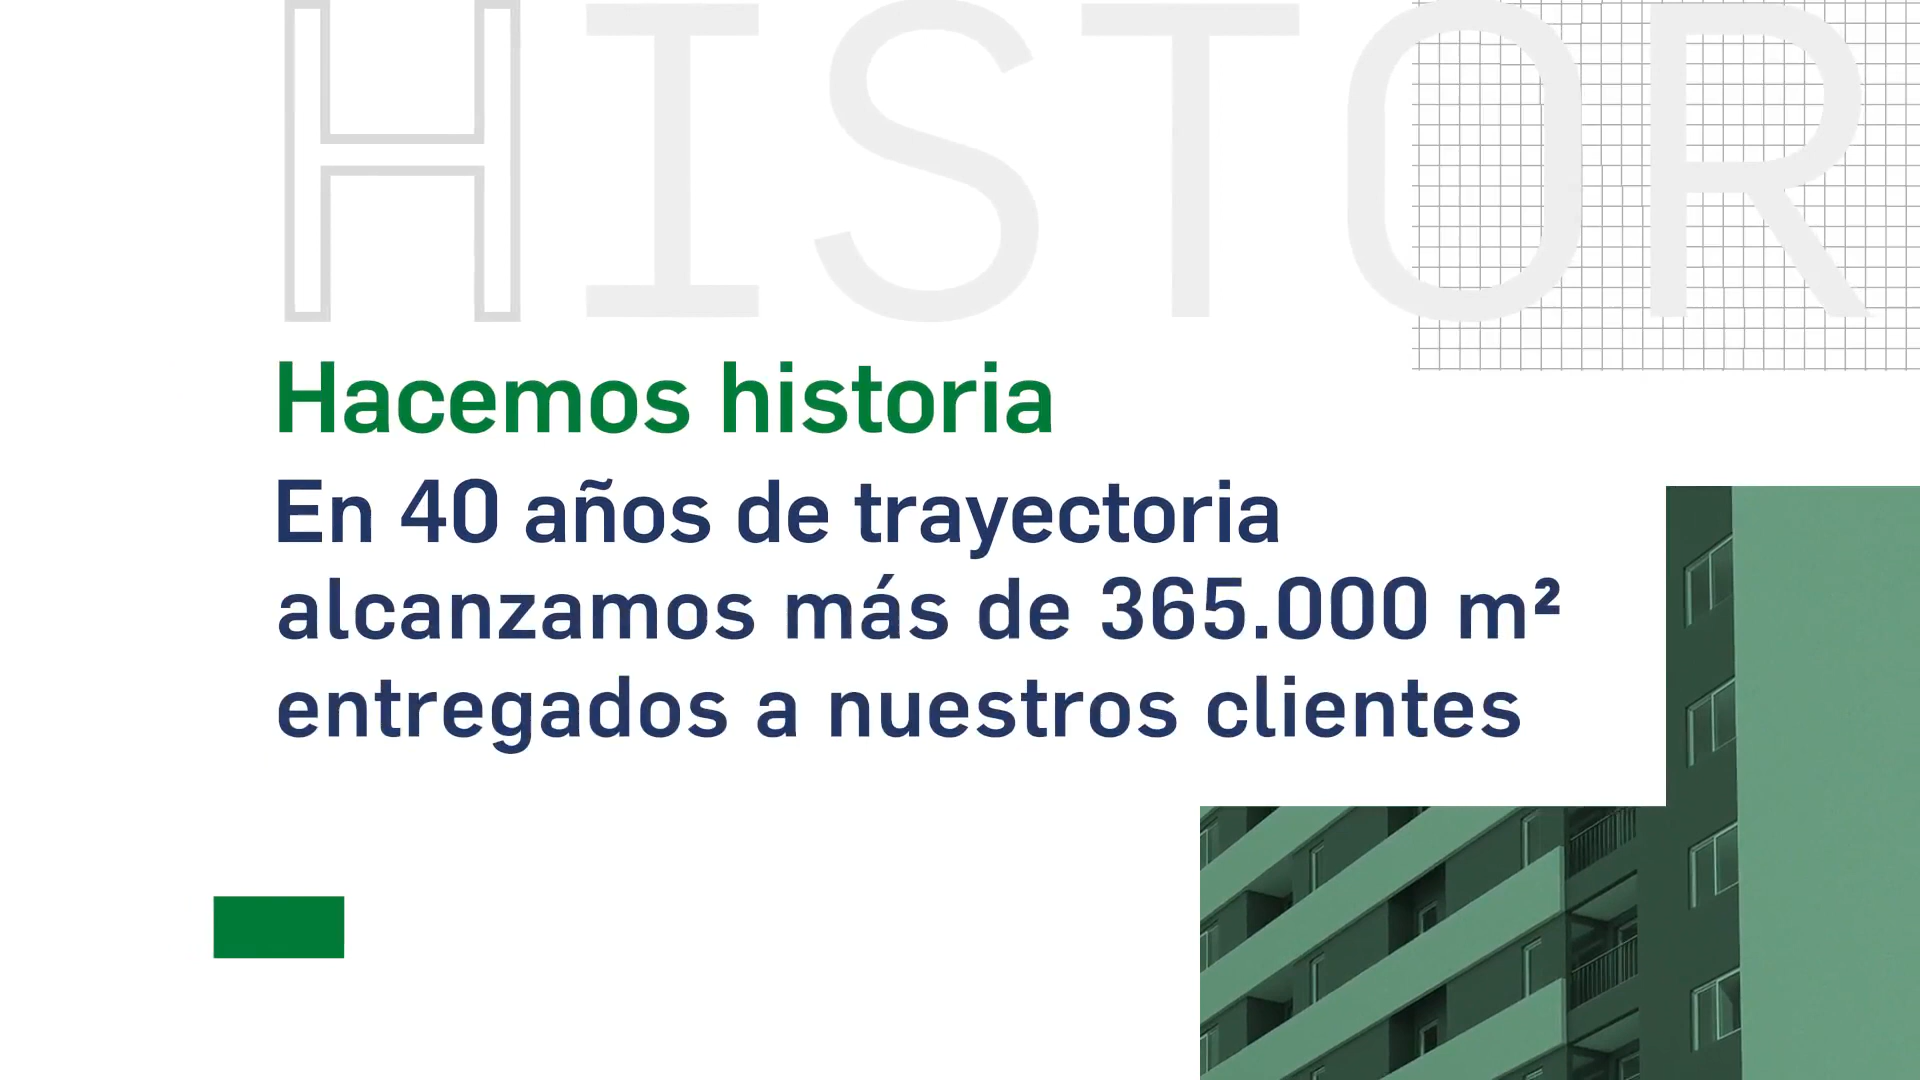 HISTOR
Hacemos historia
En 40 años de trayectoria
alcanzamos más de 365.000 m²
entregados a nuestros clientes